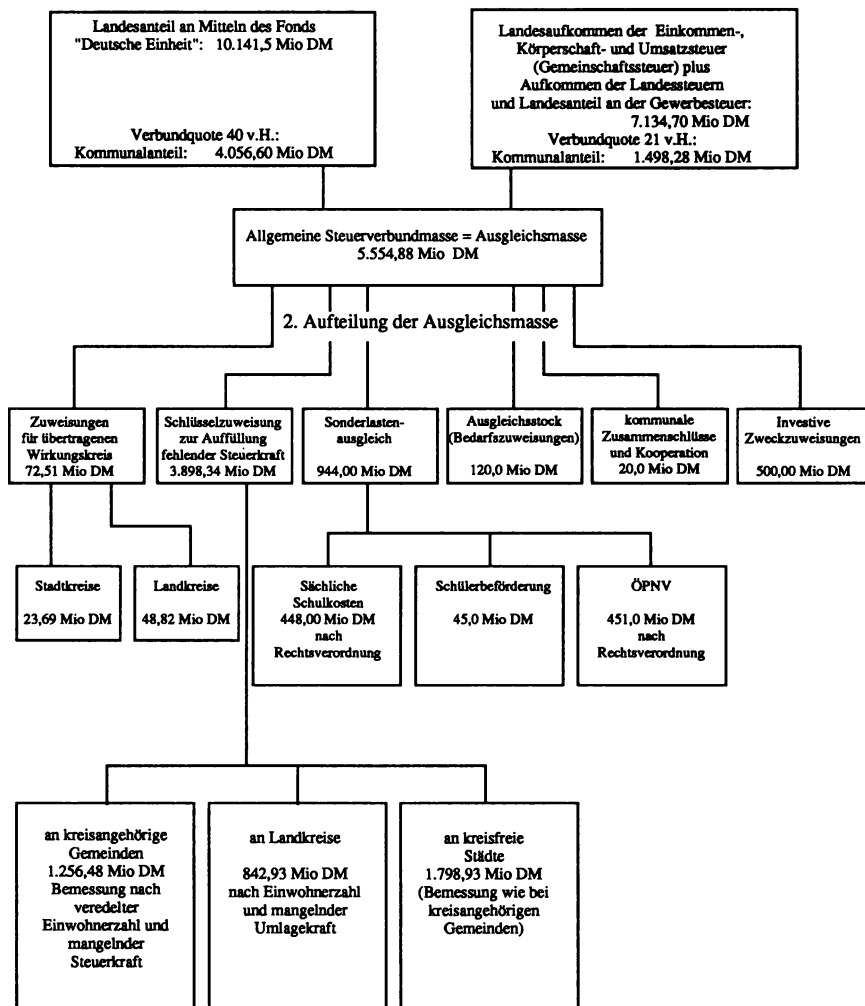 Landesanteil an Mitteln des Fonds
"Deutsche Einheit": 10.141,5 Mio DM
Verbundquote 40 v.H.:
Kommunalanteil: 4.056,60 Mio DM
Landesaufkommen der Einkommen-,
Körperschaft- und Umsatzsteuer
(Gemeinschaftssteuer) plus
Aufkommen der Landessteuern
und Landesanteil an der Gewerbesteuer:
7.134,70 Mio DM
Verbundquote 21 v.H.:
Kommunalanteil: 1.498,28 Mio DM
Allgemeine Steuerverbundmasse = Ausgleichsmasse
5.554,88 Mio DM
2. Aufteilung der Ausgleichsmasse
Zuweisungen
für übertragenen
Wirkungskreis
72,51 Mio DM
Schlüsselzuweisung
zur Auffüllung
fehlender Steuerkraft
3.898,34 Mio DM
Sonderlasten-
ausgleich
944,00 Mio DM
Ausgleichsstock
(Bedarfszuweisungen)
120,0 Mio DM
kommunale
Zusammenschlüsse
und Kooperation
20,0 Mio DM
Investive
Zweckzuweisungen
500,00 Mio DM
Stadtkreise
23,69 Mio DM
Landkreise
48,82 Mio DM
Sächliche
Schulkosten
448,00 Mio DM
nach
Rechtsverordnung
Schülerbeförderung
45,0 Mio DM
ÖPNV
451,0 Mio DM
nach
Rechtsverordnung
an kreisangehörige
Gemeinden
1.256,48 Mio DM
Bemessung nach
veredelter
Einwohnerzahl und
mangelnder
Steuerkraft
an Landkreise
842,93 Mio DM
nach Einwohnerzahl
und mangelnder
Umlagekraft
an kreisfreie
Städte
1.798,93 Mio DM
(Bemessung wie bei
kreisangehörigen
Gemeinden)